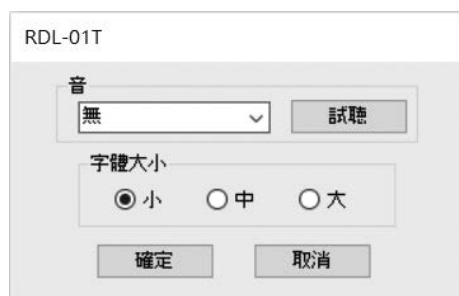 RDL-01T
音
無 試聽
字體大小
小 中 大
確定 取消